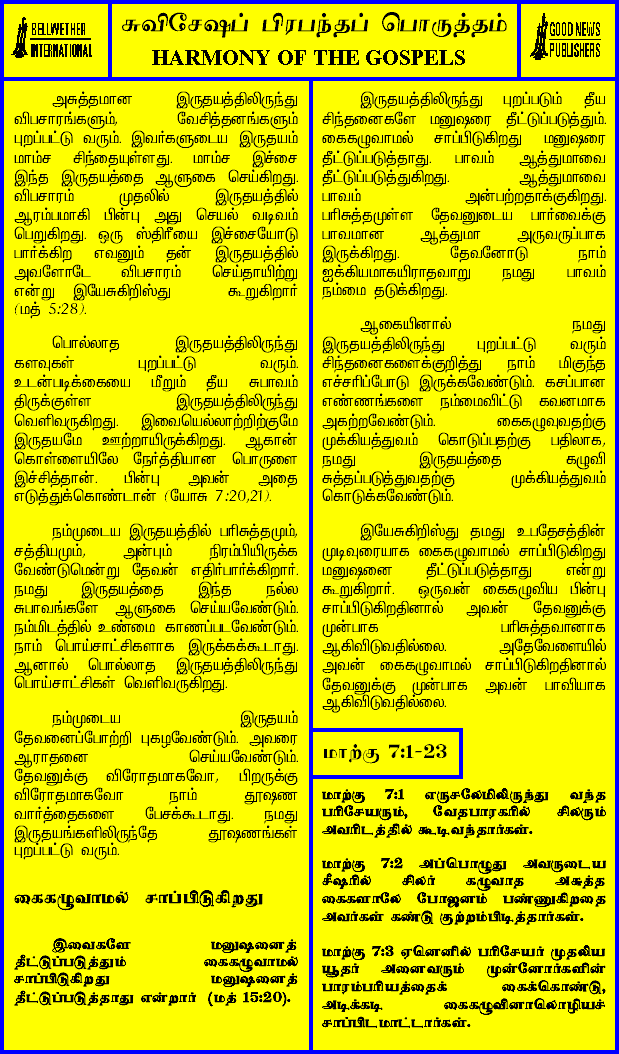 BELLWETHER
INTERNATIONAL
சுவிசேஷப் பிரபந்தப் பொருத்தம்
HARMONY OF THE GOSPELS
GOOD NEWS
PUBLISHERS
அசுத்தமான இருதயத்திலிருந்து
விபசாரங்களும், வேசித்தனங்களும்
புறப்பட்டு வரும். இவர்களுடைய இருதயம்
மாம்ச சிந்தையுள்ளது. மாம்ச இச்சை
இந்த இருதயத்தை ஆளுகை செய்கிறது.
விபசாரம் முதலில் இருதயத்தில்
ஆரம்பமாகி பின்பு அது செயல் வடிவம்
பெறுகிறது. ஒரு ஸ்திரீயை இச்சையோடு
பார்க்கிற எவனும் தன் இருதயத்தில்
அவளோடே விபசாரம் செய்தாயிற்று
என்று இயேசுகிறிஸ்து கூறுகிறார்
(மத் 5:28).
பொல்லாத இருதயத்திலிருந்து
களவுகள் புறப்பட்டு வரும்.
உடன்படிக்கையை மீறும் தீய சுபாவம்
திருக்குள்ள இருதயத்திலிருந்து
வெளிவருகிறது. இவையெல்லாற்றிற்குமே
இருதயமே ஊற்றாயிருக்கிறது. ஆகான்
கொள்ளையிலே நேர்த்தியான பொருளை
இச்சித்தான். பின்பு அவன் அதை
எடுத்துக்கொண்டான் (யோசு 7:20,21).
நம்முடைய இருதயத்தில் பரிசுத்தமும்,
சத்தியமும், அன்பும் நிரம்பியிருக்க
வேண்டுமென்று தேவன் எதிர்பார்க்கிறார்.
நமது இருதயத்தை இந்த நல்ல
சுபாவங்களே ஆளுகை செய்யவேண்டும்.
நம்மிடத்தில் உண்மை காணப்படவேண்டும்.
நாம் பொய்சாட்சிகளாக இருக்கக்கூடாது.
ஆனால் பொல்லாத இருதயத்திலிருந்து
பொய்சாட்சிகள் வெளிவருகிறது.
நம்முடைய இருதயம்
தேவனைப்போற்றி புகழவேண்டும். அவரை
ஆராதனை செய்யவேண்டும்.
தேவனுக்கு விரோதமாகவோ, பிறருக்கு
விரோதமாகவோ நாம் தூஷண
வார்த்தைகளை பேசக்கூடாது. நமது
இருதயங்களிலிருந்தே தூஷணங்கள்
புறப்பட்டு வரும்.
கைகழுவாமல் சாப்பிடுகிறது
இவைகளே மனுஷனைத்
தீட்டுப்படுத்தும் கைகழுவாமல்
சாப்பிடுகிறது மனுஷனைத்
தீட்டுப்படுத்தாது என்றார் (மத் 15:20).
இருதயத்திலிருந்து புறப்படும் தீய
சிந்தனைகளே மனுஷரை தீட்டுப்படுத்தும்.
கைகழுவாமல் சாப்பிடுகிறது மனுஷரை
தீட்டுப்படுத்தாது. பாவம் ஆத்துமாவை
தீட்டுப்படுத்துகிறது. ஆத்துமாவை
பாவம் அன்பற்றதாக்குகிறது.
பரிசுத்தமுள்ள தேவனுடைய பார்வைக்கு
பாவமான ஆத்துமா அருவருப்பாக
இருக்கிறது. தேவனோடு நாம்
ஐக்கியமாகயிராதவாறு நமது பாவம்
நம்மை தடுக்கிறது.
ஆகையினால் நமது
இருதயத்திலிருந்து புறப்பட்டு வரும்
சிந்தனைகளைக்குறித்து நாம் மிகுந்த
எச்சரிப்போடு இருக்கவேண்டும். கசப்பான
எண்ணங்களை நம்மைவிட்டு கவனமாக
அகற்றவேண்டும். கைகழுவுவதற்கு
முக்கியத்துவம் கொடுப்பதற்கு பதிலாக,
நமது இருதயத்தை கழுவி
சுத்தப்படுத்துவதற்கு முக்கியத்துவம்
கொடுக்கவேண்டும்.
இயேசுகிறிஸ்து தமது உபதேசத்தின்
முடிவுரையாக கைகழுவாமல் சாப்பிடுகிறது
மனுஷனை தீட்டுப்படுத்தாது என்று
கூறுகிறார். ஒருவன் கைகழுவிய பின்பு
சாப்பிடுகிறதினால் அவன் தேவனுக்கு
முன்பாக பரிசுத்தவானாக
ஆகிவிடுவதில்லை. அதேவேளையில்
அவன் கைகழுவாமல் சாப்பிடுகிறதினால்
தேவனுக்கு முன்பாக அவன் பாவியாக
ஆகிவிடுவதில்லை.
மாற்கு 7:1-23
மாற்கு 7:1 எருசலேமிலிருந்து வந்த
பரிசேயரும், வேதபாரகரில் சிலரும்
அவரிடத்தில் கூடிவந்தார்கள்.
மாற்கு 7:2 அப்பொழுது அவருடைய
சீஷரில் சிலர் கழுவாத அசுத்த
கைகளாலே போஜனம் பண்ணுகிறதை
அவர்கள் கண்டு குற்றம்பிடித்தார்கள்.
மாற்கு 7:3 ஏனெனில் பரிசேயர் முதலிய
யூதர் அனைவரும் முன்னோர்களின்
பாரம்பரியத்தைக் கைக்கொண்டு,
அடிக்கடி கைகழுவினாலொழியச்
சாப்பிடமாட்டார்கள்.